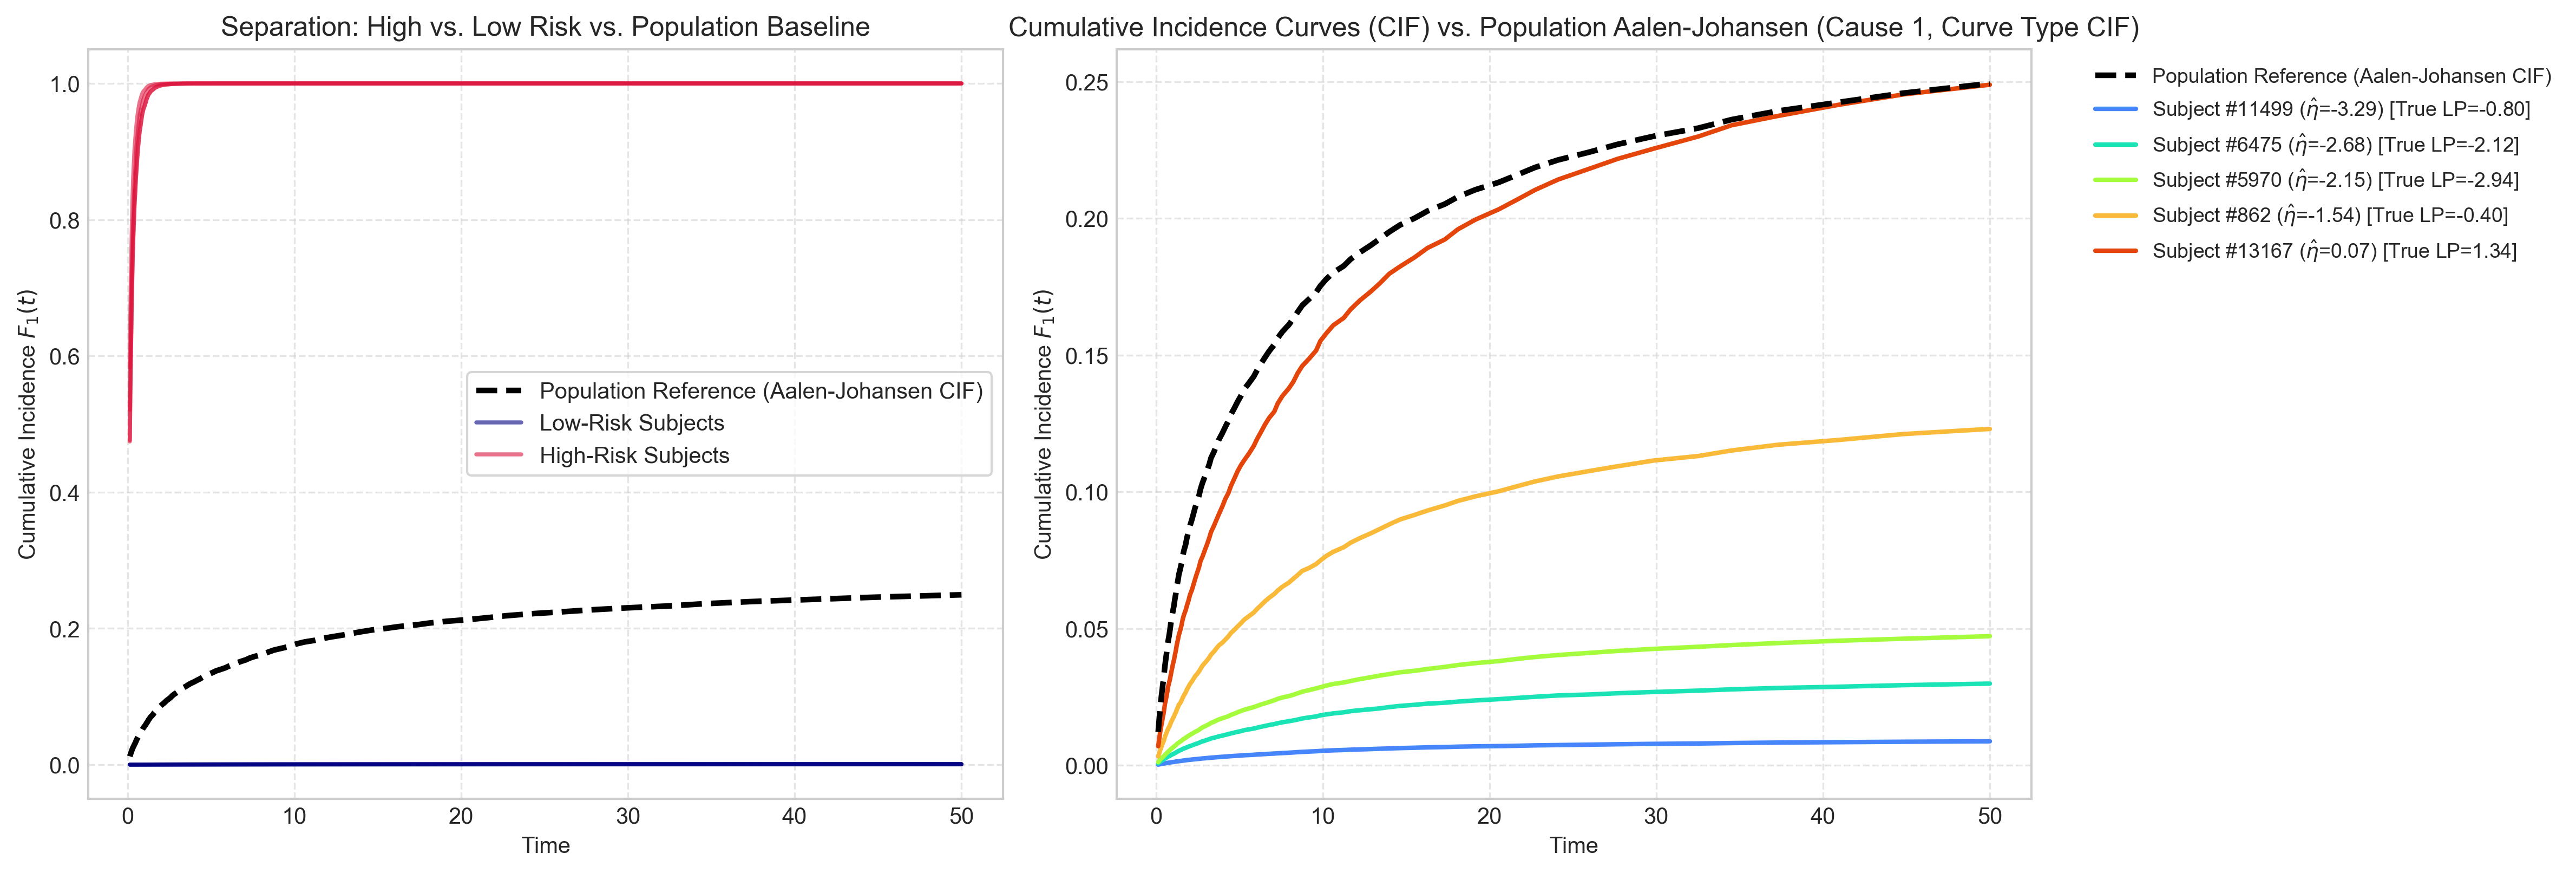 Separation: High vs. Low Risk vs. Population Baseline
Cumulative Incidence $F_1(t)$
1.0
0.8
0.6
0.4
0.2
0.0
Population Reference (Aalen-Johansen CIF)
Low-Risk Subjects
High-Risk Subjects
0 10 20 30 40 50
Time
Cumulative Incidence Curves (CIF) vs. Population Aalen-Johansen (Cause 1, Curve Type CIF)
Cumulative Incidence $F_1(t)$
0.25
0.20
0.15
0.10
0.05
0.00
0 10 20 30 40 50
Time
Population Reference (Aalen-Johansen CIF)
Subject #11499 ($\hat{\eta}$=-3.29) [True LP=-0.80]
Subject #6475 ($\hat{\eta}$=-2.68) [True LP=-2.12]
Subject #5970 ($\hat{\eta}$=-2.15) [True LP=-2.94]
Subject #862 ($\hat{\eta}$=-1.54) [True LP=-0.40]
Subject #13167 ($\hat{\eta}$=0.07) [True LP=1.34]